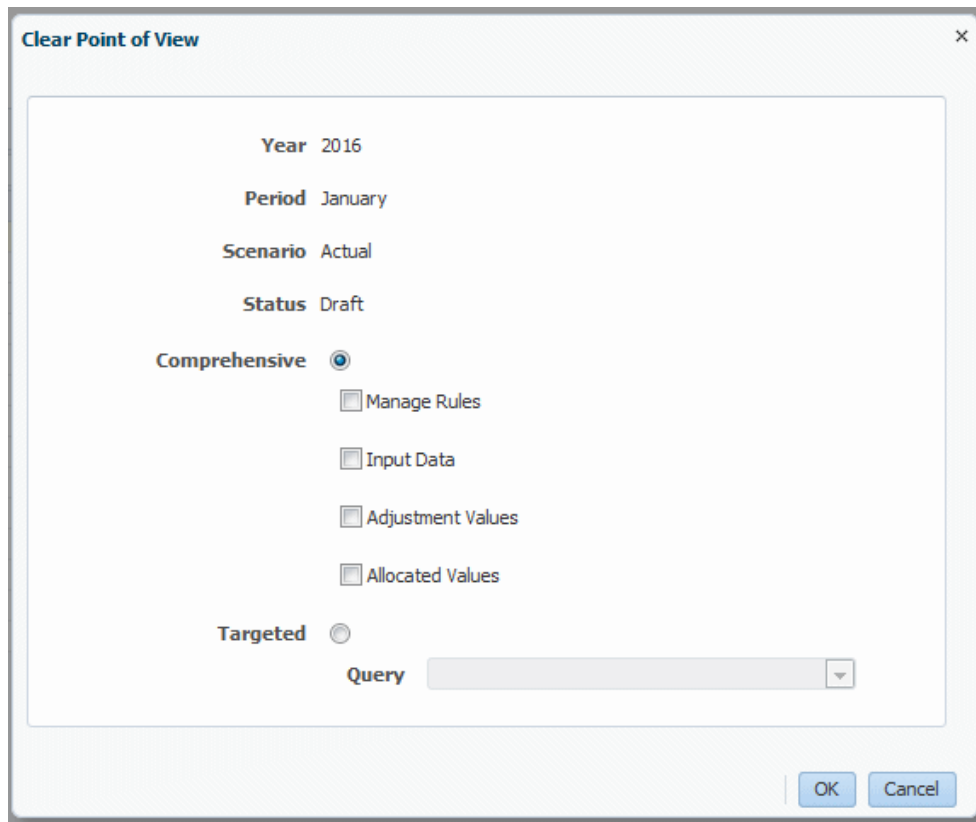 Clear Point of View
Year 2016
Period January
Scenario Actual
Status Draft
Comprehensive
Manage Rules
Input Data
Adjustment Values
Allocated Values
Targeted
Query
OK Cancel